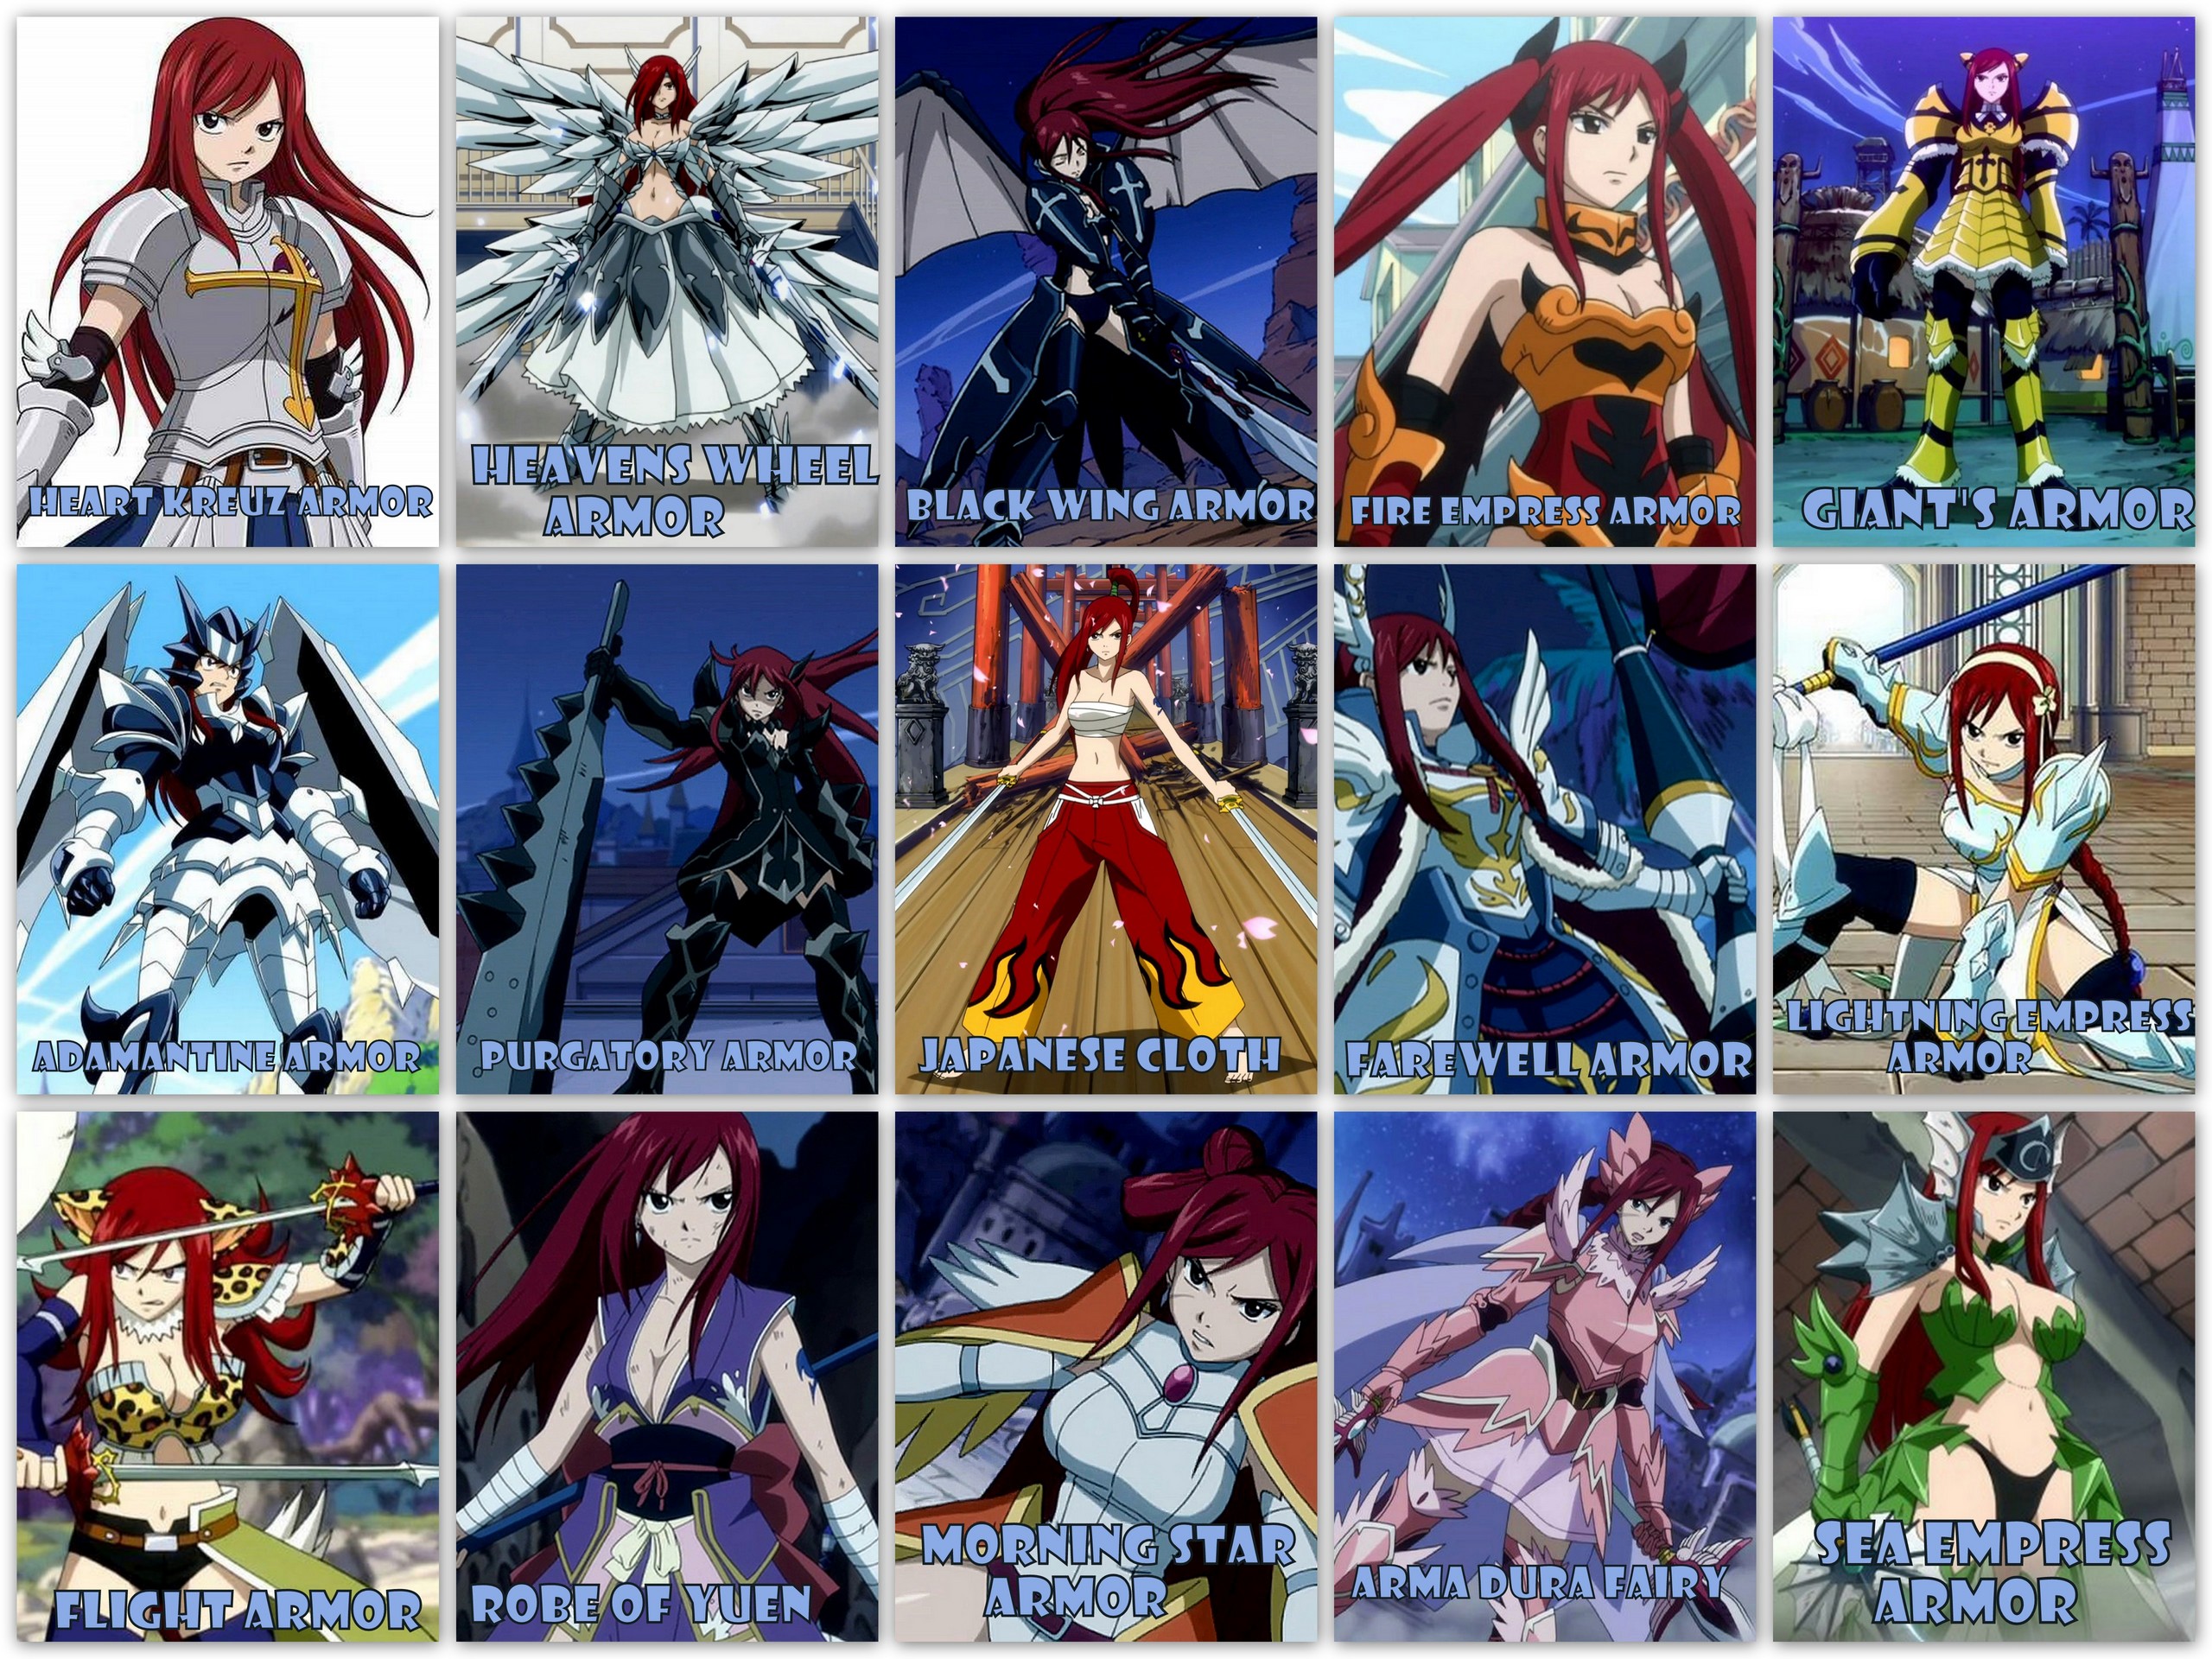 HEART KREUZ ARMOR
HEAVENS WHEEL
ARMOR
BLACK WING ARMOR
FIRE EMPRESS ARMOR
GIANT'S ARMOR
ADAMANTINE ARMOR
PURGATORY ARMOR
JAPANESE CLOTH
FAREWELL ARMOR
LIGHTNING EMPRESS
ARMOR
FLIGHT ARMOR
ROBE OF YUEN
MORNING STAR
ARMOR
ARMA DURA FAIRY
SEA EMPRESS
ARMOR